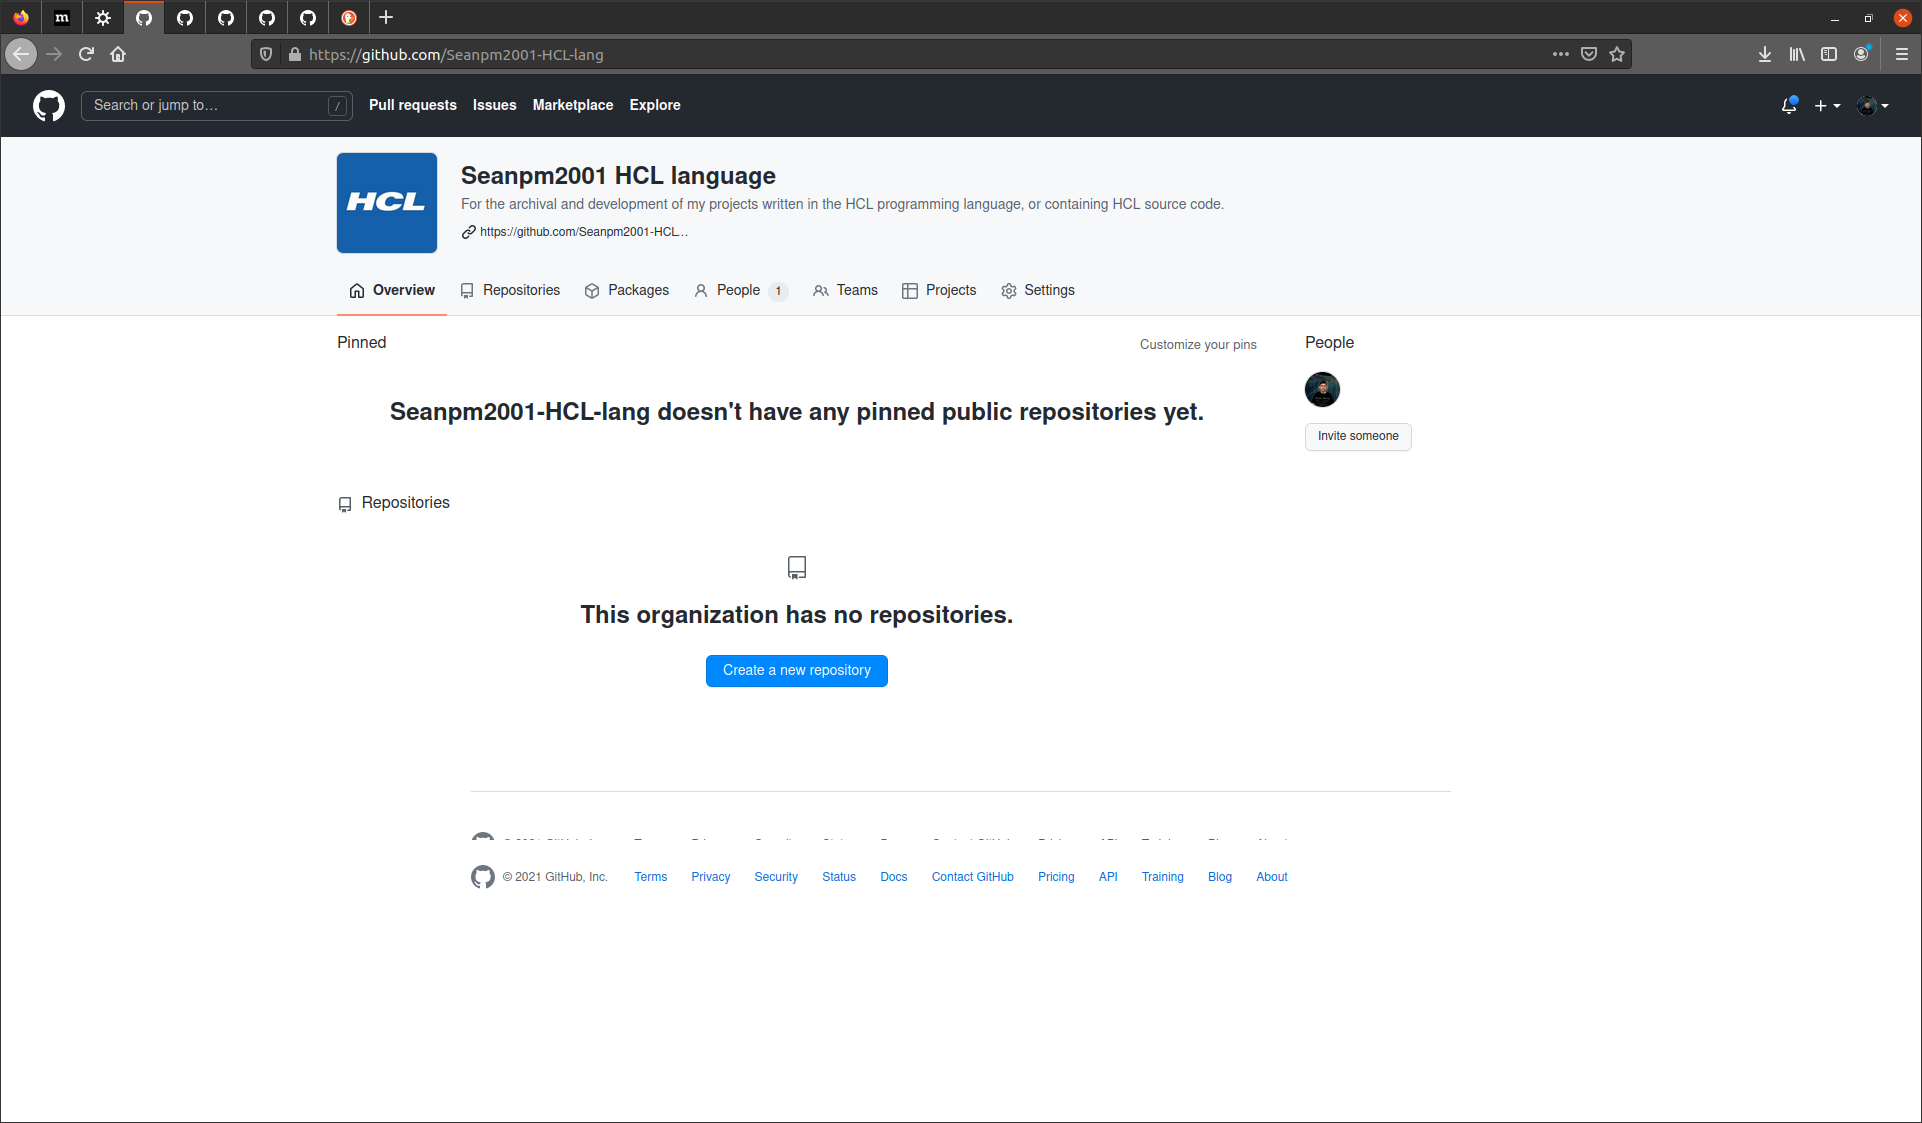 m
https://github.com/Seanpm2001-HCL-lang
Search or jump to…
/
Pull requests
Issues
Marketplace
Explore
HCL
Seanpm2001 HCL language
For the archival and development of my projects written in the HCL programming language, or containing HCL source code.
https://github.com/Seanpm2001-HCL…
Overview
Repositories
Packages
People 1
Teams
Projects
Settings
Pinned
Customize your pins
People
Seanpm2001-HCL-lang doesn't have any pinned public repositories yet.
Invite someone
Repositories
This organization has no repositories.
Create a new repository
© 2021 GitHub, Inc. Terms Privacy Security Status Docs Contact GitHub Pricing API Training Blog About